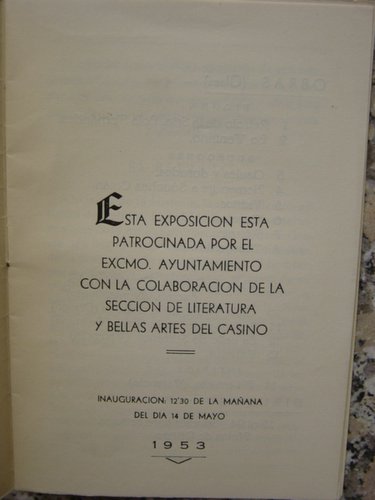 ESTA EXPOSICION ESTA
PATROCINADA POR EL
EXCMO. AYUNTAMIENTO
CON LA COLABORACION DE LA
SECCION DE LITERATURA
Y BELLAS ARTES DEL CASINO
INAUGURACION: 12'30 DE LA MAÑANA
DEL DIA 14 DE MAYO
1953